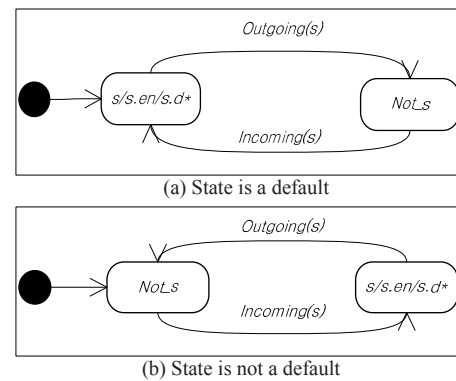 Outgoing(s)
s/s.en/s.d*
Not_s
Incoming(s)
(a) State is a default
Outgoing(s)
Not_s
s/s.en/s.d*
Incoming(s)
(b) State is not a default